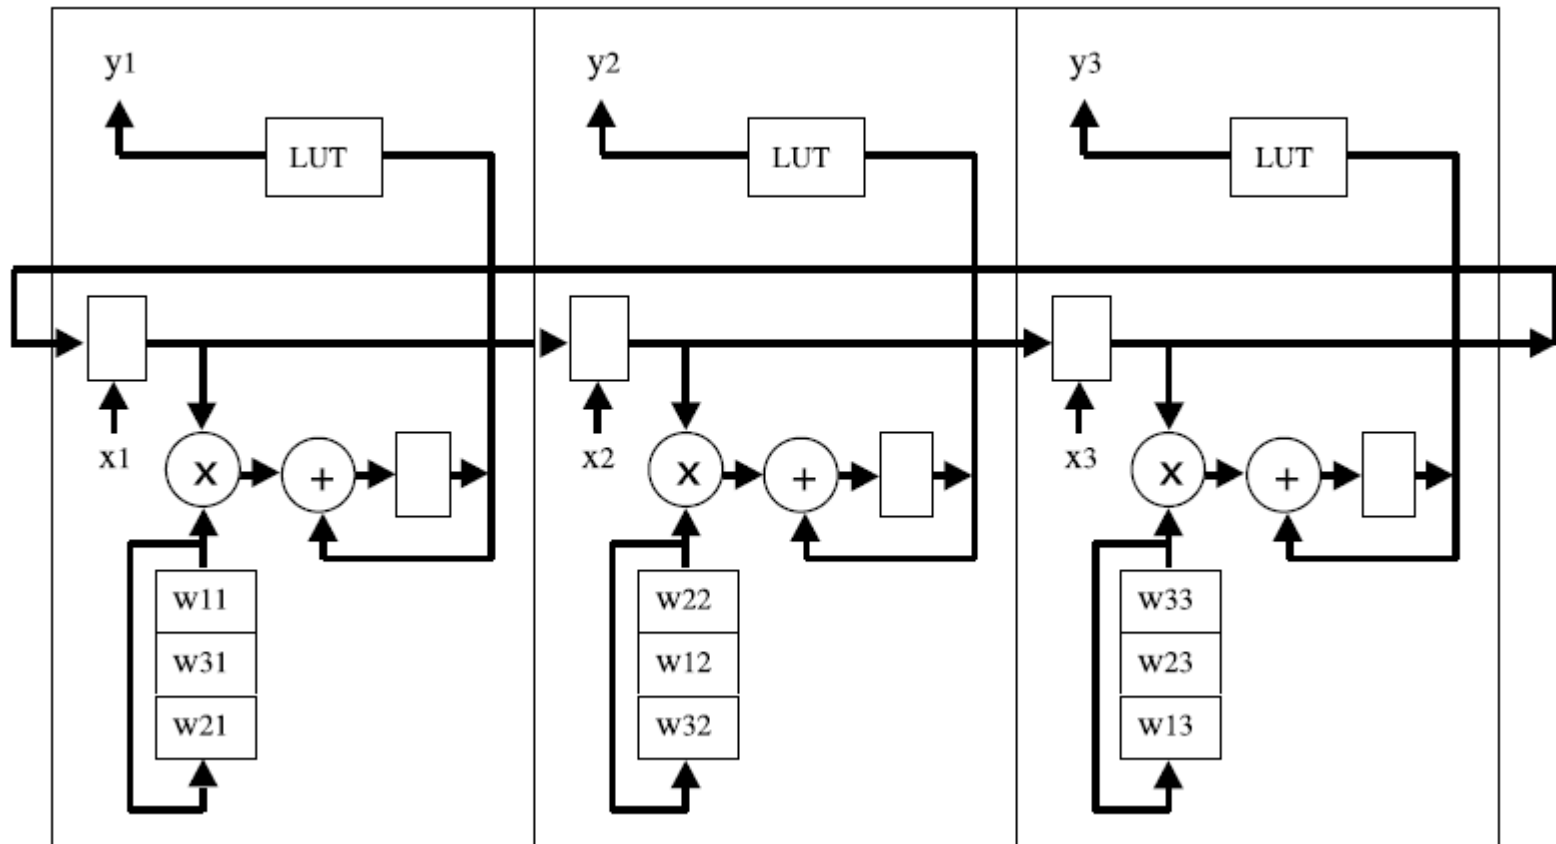 y1 y2 y3
LUT LUT LUT
x1 x2 x3
x + x + x +
w11 w22 w33
w31 w12 w23
w21 w32 w13